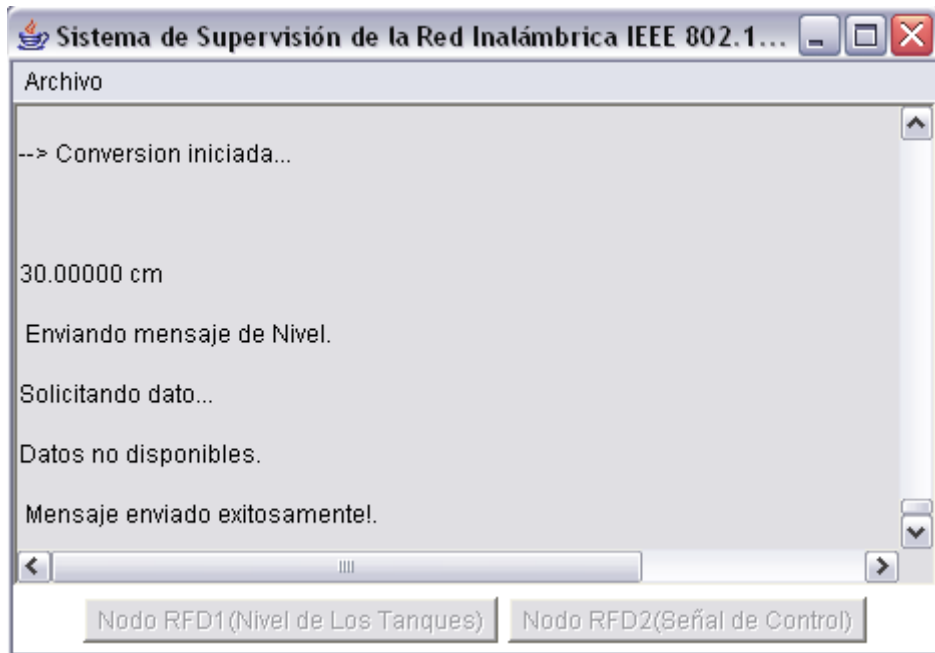 Sistema de Supervisión de la Red Inalámbrica IEEE 802.1...
Archivo
--> Conversion iniciada...
30.00000 cm
Enviando mensaje de Nivel.
Solicitando dato...
Datos no disponibles.
Mensaje enviado exitosamente!.
Nodo RFD1(Nivel de Los Tanques)
Nodo RFD2(Señal de Control)